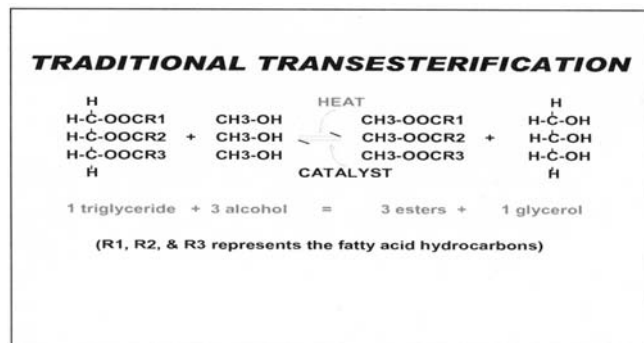 TRADITIONAL TRANSESTERIFICATION
H HEAT H
H-C-OOCR1 CH3-OH CH3-OOCR1 H-C-OH
H-C-OOCR2 + CH3-OH CH3-OOCR2 + H-C-OH
H-C-OOCR3 CH3-OH CH3-OOCR3 H-C-OH
H CATALYST H
1 triglyceride + 3 alcohol = 3 esters + 1 glycerol
(R1, R2, & R3 represents the fatty acid hydrocarbons)